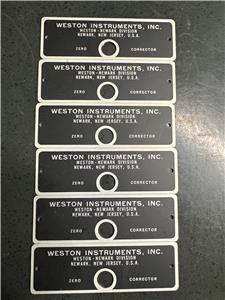 WESTON INSTRUMENTS, INC.
WESTON-NEWARK DIVISION
NEWARK, NEW JERSEY, U.S.A.
ZERO CORRECTOR
WESTON INSTRUMENTS, INC.
WESTON-NEWARK DIVISION
NEWARK, NEW JERSEY, U.S.A.
ZERO CORRECTOR
WESTON INSTRUMENTS, INC.
WESTON-NEWARK DIVISION
NEWARK, NEW JERSEY, U.S.A.
ZERO CORRECTOR
WESTON INSTRUMENTS, INC.
WESTON-NEWARK DIVISION
NEWARK, NEW JERSEY, U.S.A.
ZERO CORRECTOR
WESTON INSTRUMENTS, INC.
WESTON-NEWARK DIVISION
NEWARK, NEW JERSEY, U.S.A.
ZERO CORRECTOR
WESTON INSTRUMENTS, INC.
WESTON-NEWARK DIVISION
NEWARK, NEW JERSEY, U.S.A.
ZERO CORRECTOR